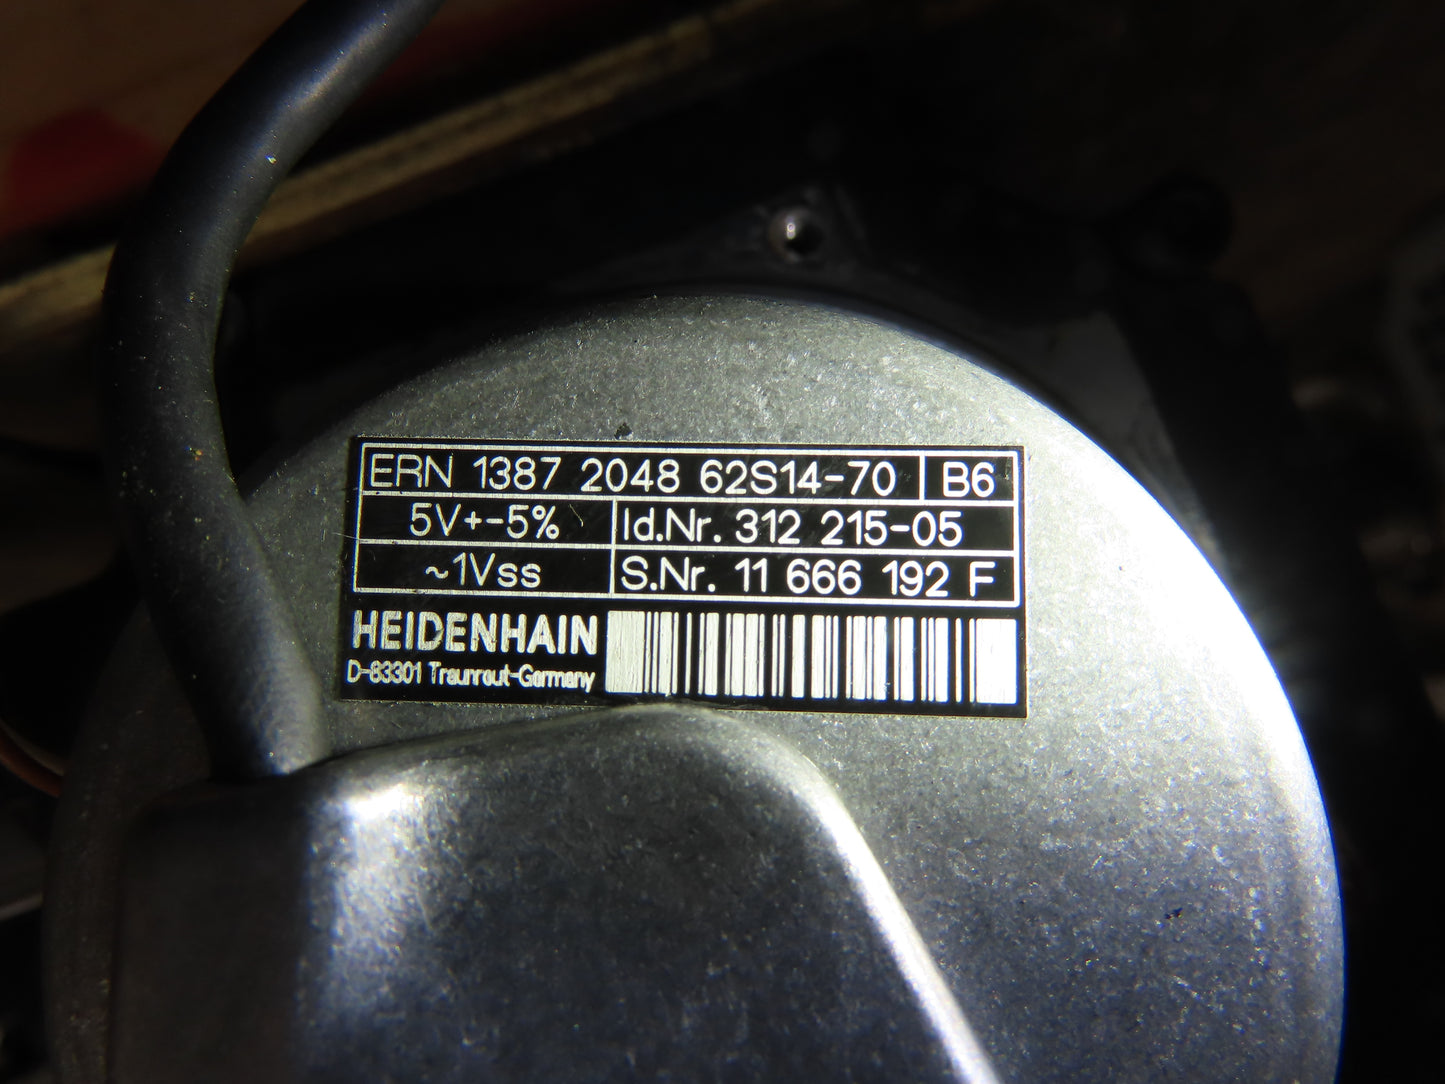 ERN 1387 2048 62S14-70 B6
5V+-5% Id.Nr. 312 215-05
~1Vss S.Nr. 11 666 192 F
HEIDENHAIN
D-83301 Traunreut-Germany